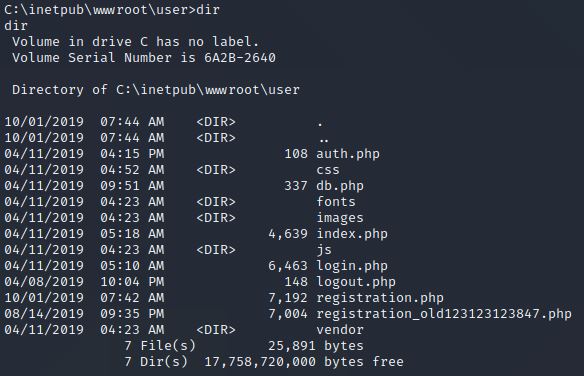 C:\inetpub\wwwroot\user>dir
dir
 Volume in drive C has no label.
 Volume Serial Number is 6A2B-2640

 Directory of C:\inetpub\wwwroot\user

10/01/2019  07:44 AM    <DIR>          .
10/01/2019  07:44 AM    <DIR>          ..
04/11/2019  04:15 PM               108 auth.php
04/11/2019  04:52 AM    <DIR>          css
04/11/2019  09:51 AM               337 db.php
04/11/2019  04:23 AM    <DIR>          fonts
04/11/2019  04:23 AM    <DIR>          images
04/11/2019  05:18 AM             4,639 index.php
04/11/2019  04:23 AM    <DIR>          js
04/11/2019  05:10 AM             6,463 login.php
04/08/2019  10:04 PM               148 logout.php
10/01/2019  07:42 AM             7,192 registration.php
08/14/2019  09:35 PM             7,004 registration_old123123123847.php
04/11/2019  04:23 AM    <DIR>          vendor
               7 File(s)         25,891 bytes
               7 Dir(s)  17,758,720,000 bytes free